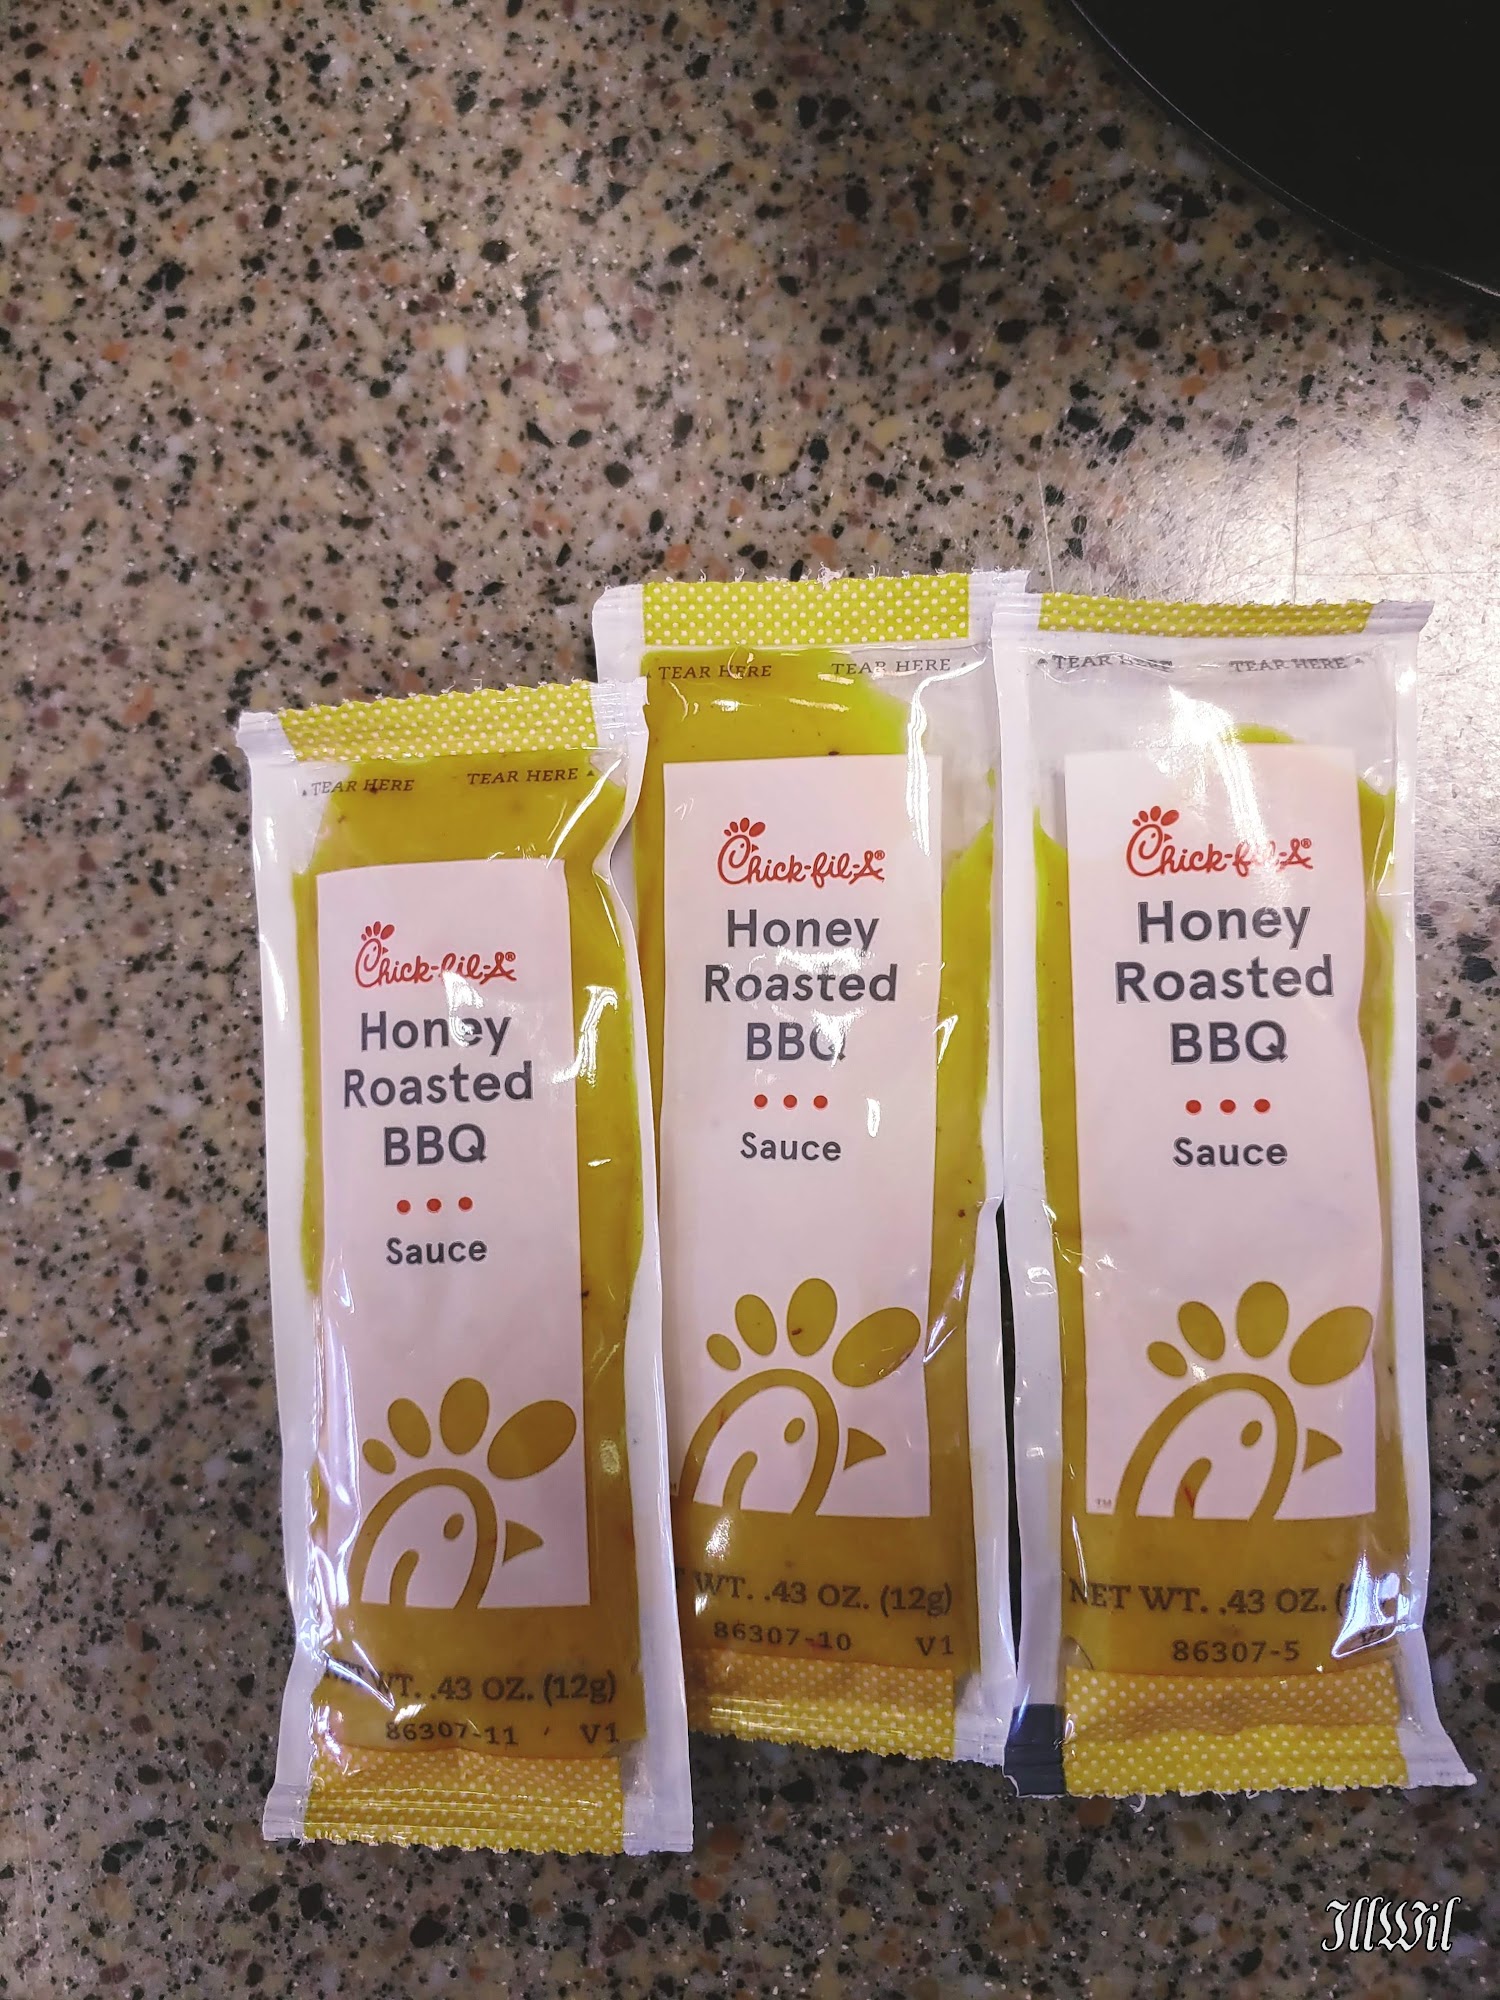 TEAR HERE TEAR HERE
Chick-fil-A®
Honey
Roasted
BBQ
Sauce
WT. .43 OZ. (12g)
86307-11 V1
TEAR HERE TEAR HERE
Chick-fil-A®
Honey
Roasted
BBQ
Sauce
WT. .43 OZ. (12g)
86307-10 V1
TEAR HERE TEAR HERE
Chick-fil-A®
Honey
Roasted
BBQ
Sauce
TM
NET WT. .43 OZ. (
86307-5 V1
IllWil